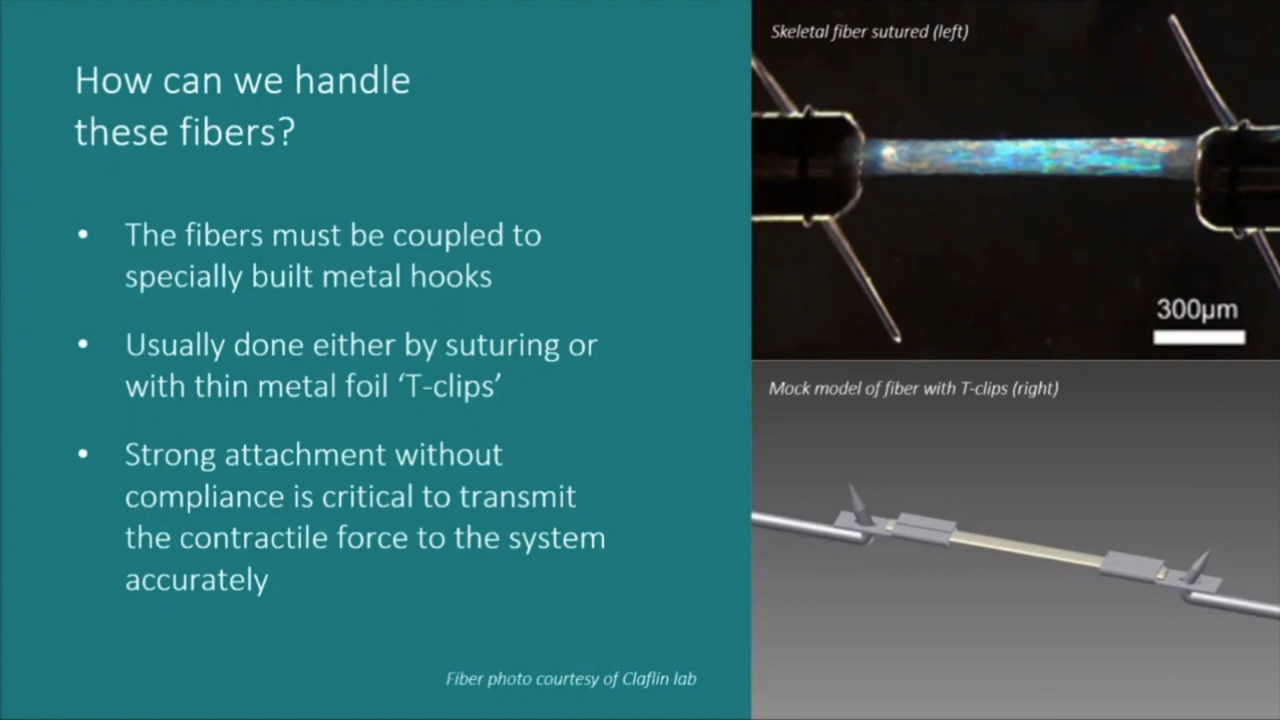 How can we handle
these fibers?
• The fibers must be coupled to
specially built metal hooks
• Usually done either by suturing or
with thin metal foil ‘T-clips’
• Strong attachment without
compliance is critical to transmit
the contractile force to the system
accurately
Fiber photo courtesy of Claflin lab
Skeletal fiber sutured (left)
300µm
Mock model of fiber with T-clips (right)